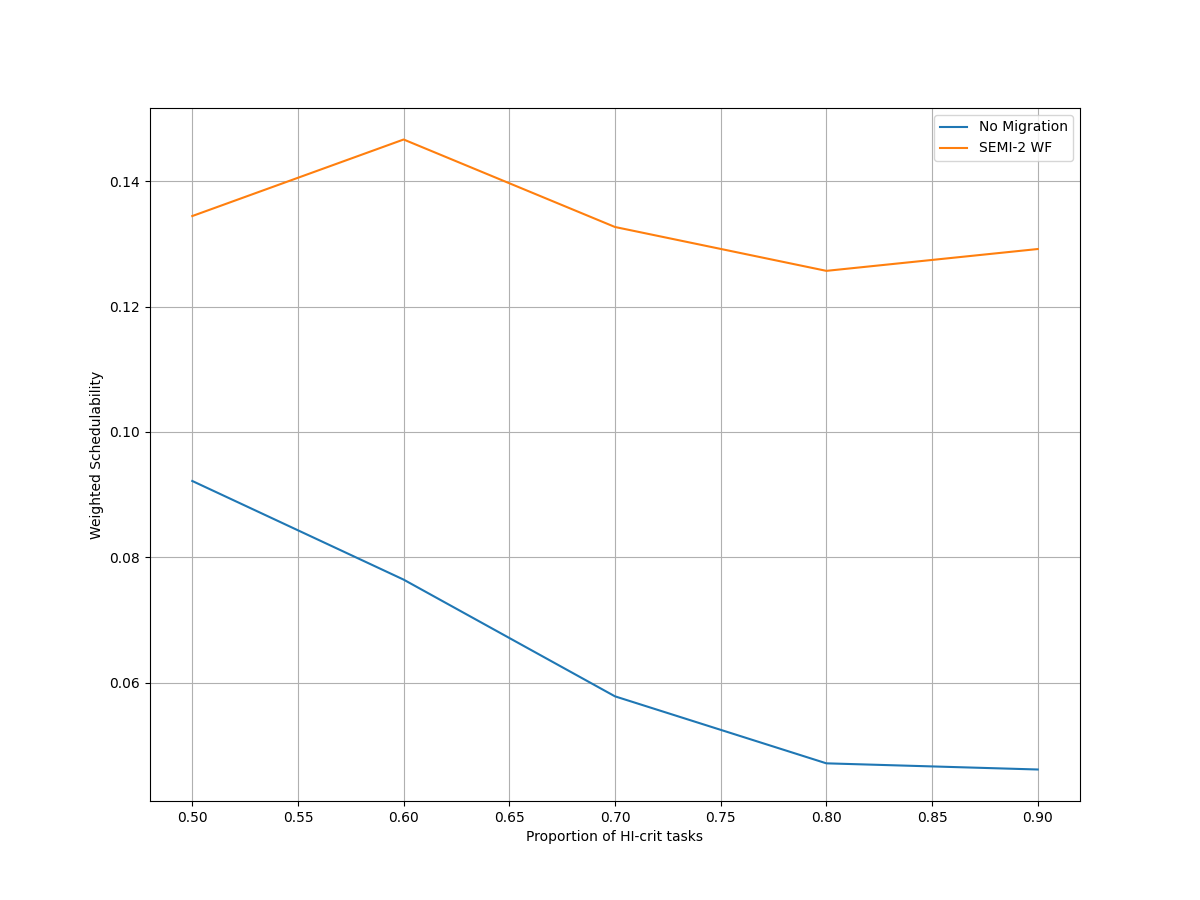 No Migration
SEMI-2 WF
0.14
0.12
0.10
0.08
0.06
Weighted Schedulability
0.50 0.55 0.60 0.65 0.70 0.75 0.80 0.85 0.90
Proportion of HI-crit tasks